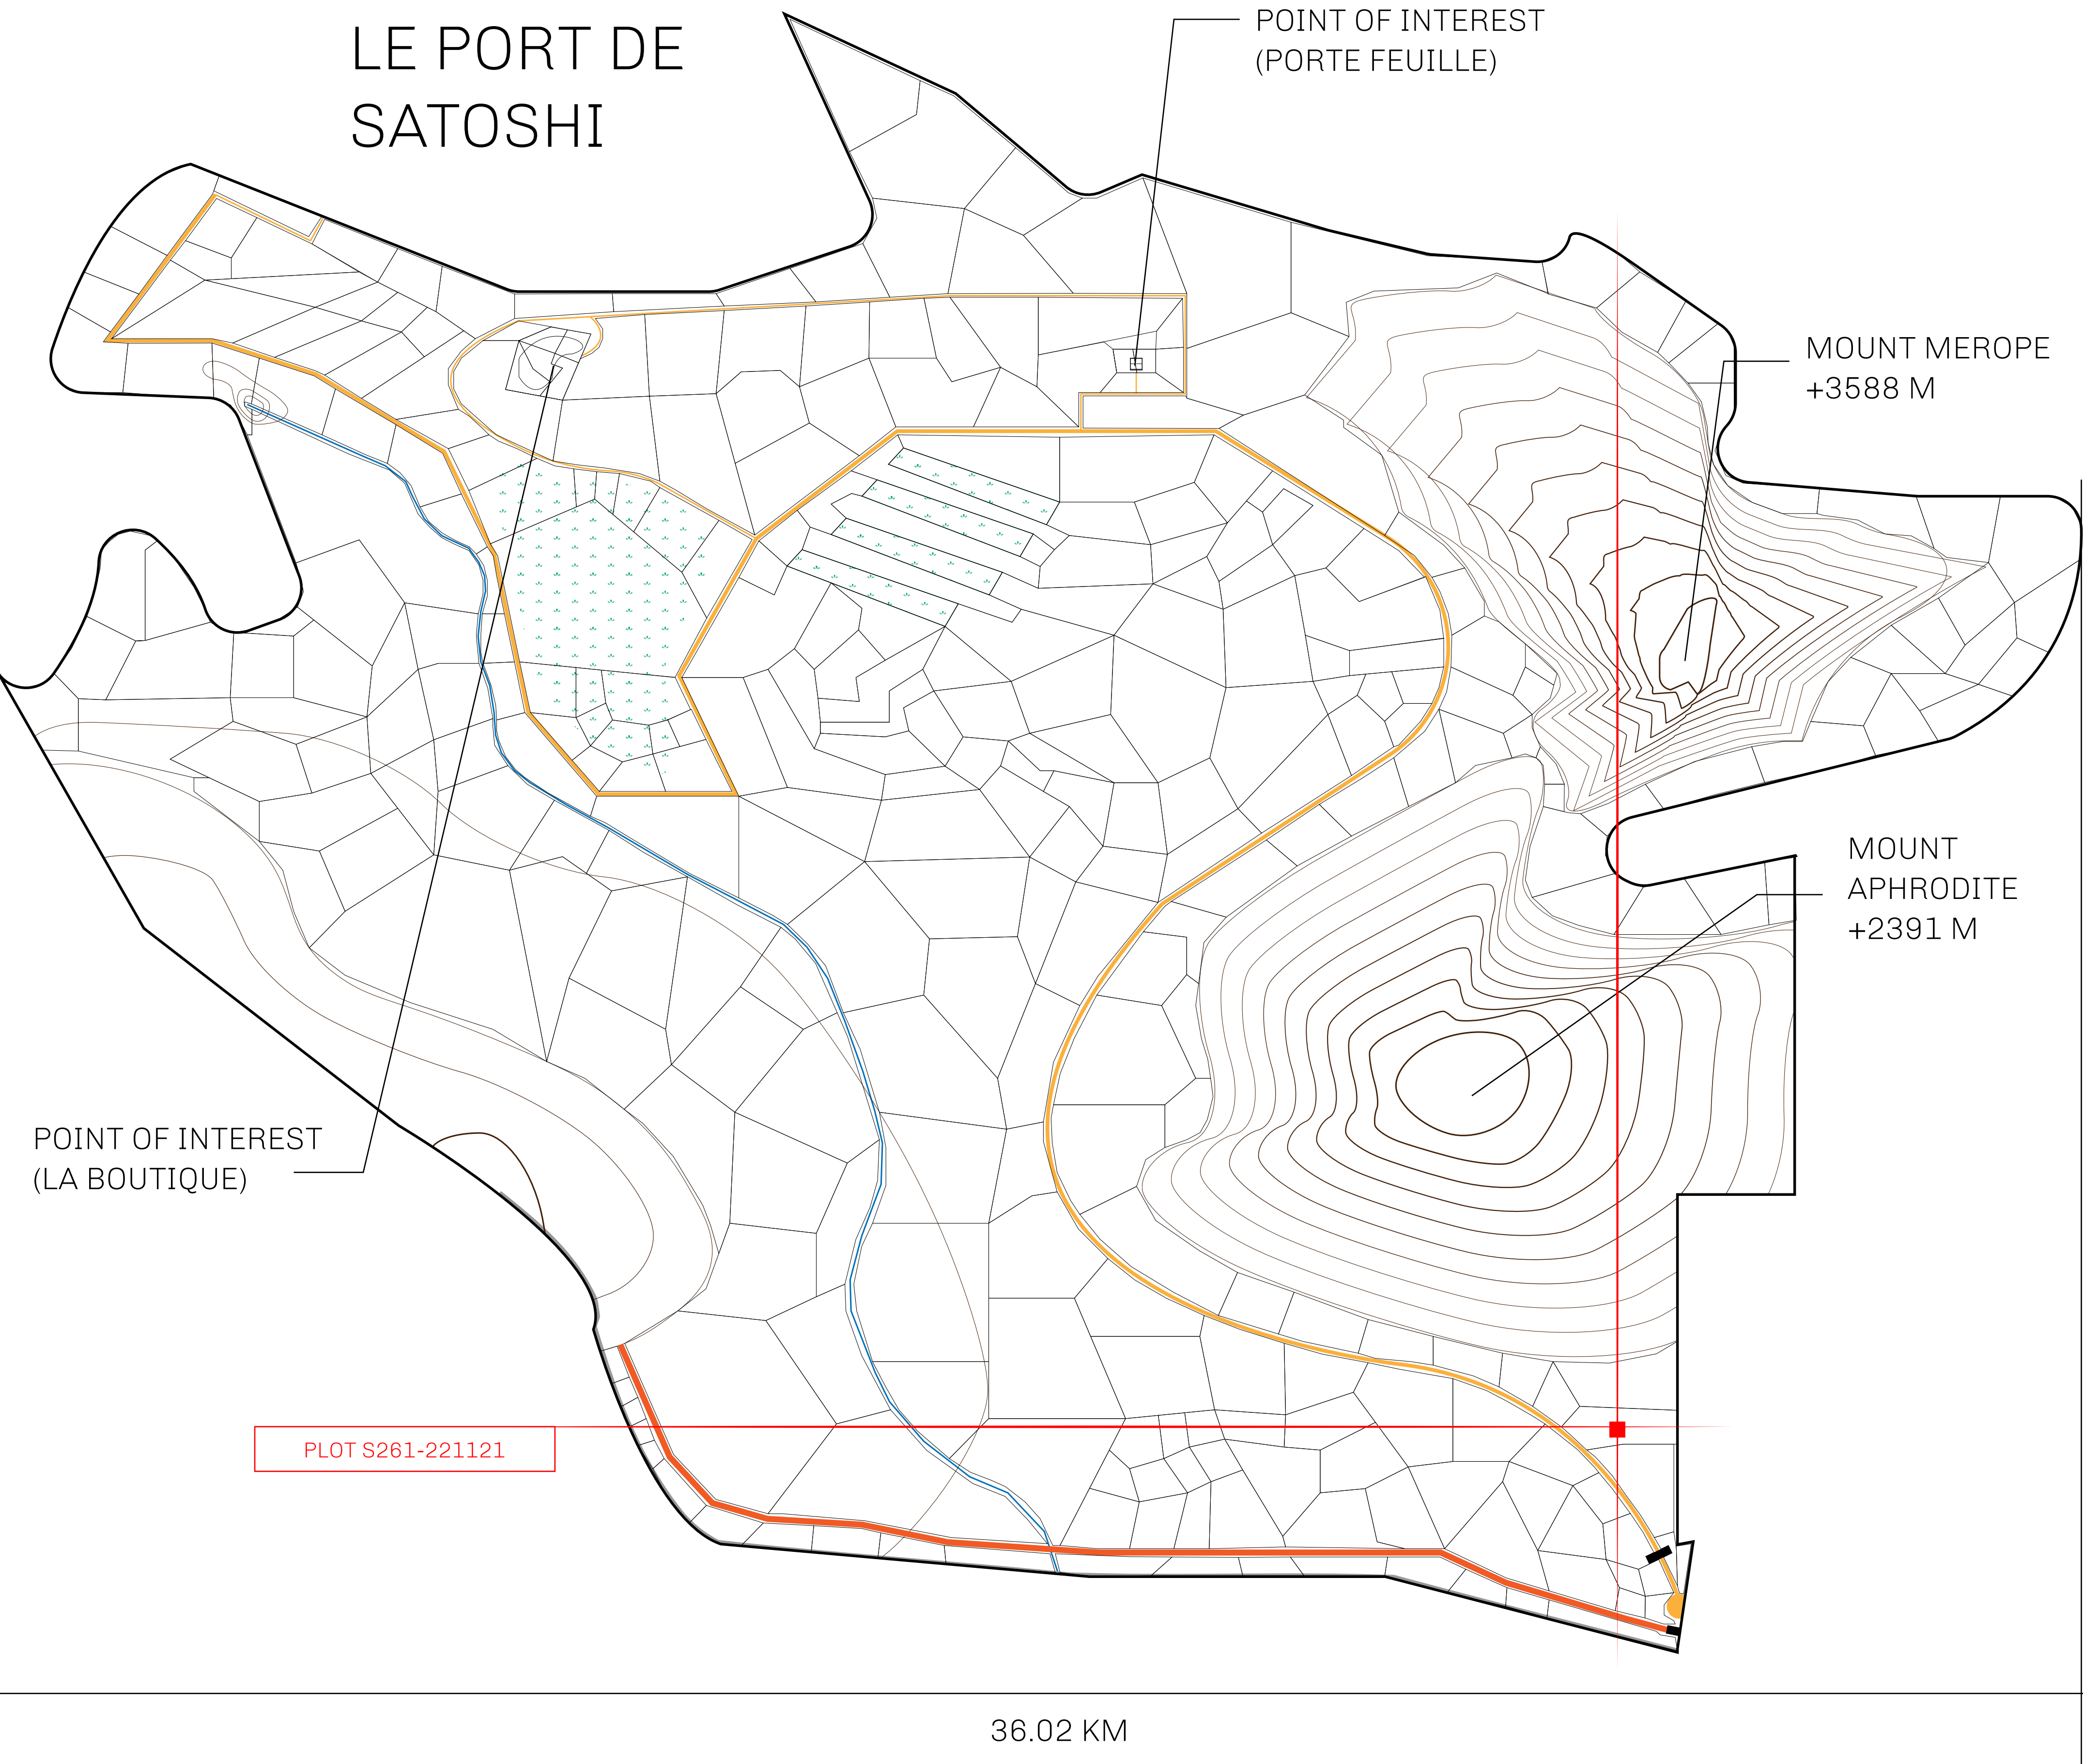 LE PORT DE
SATOSHI
POINT OF INTEREST
(PORTE FEUILLE)
MOUNT MEROPE
+3588 M
MOUNT
APHRODITE
+2391 M
POINT OF INTEREST
(LA BOUTIQUE)
PLOT S261-221121
36.02 KM